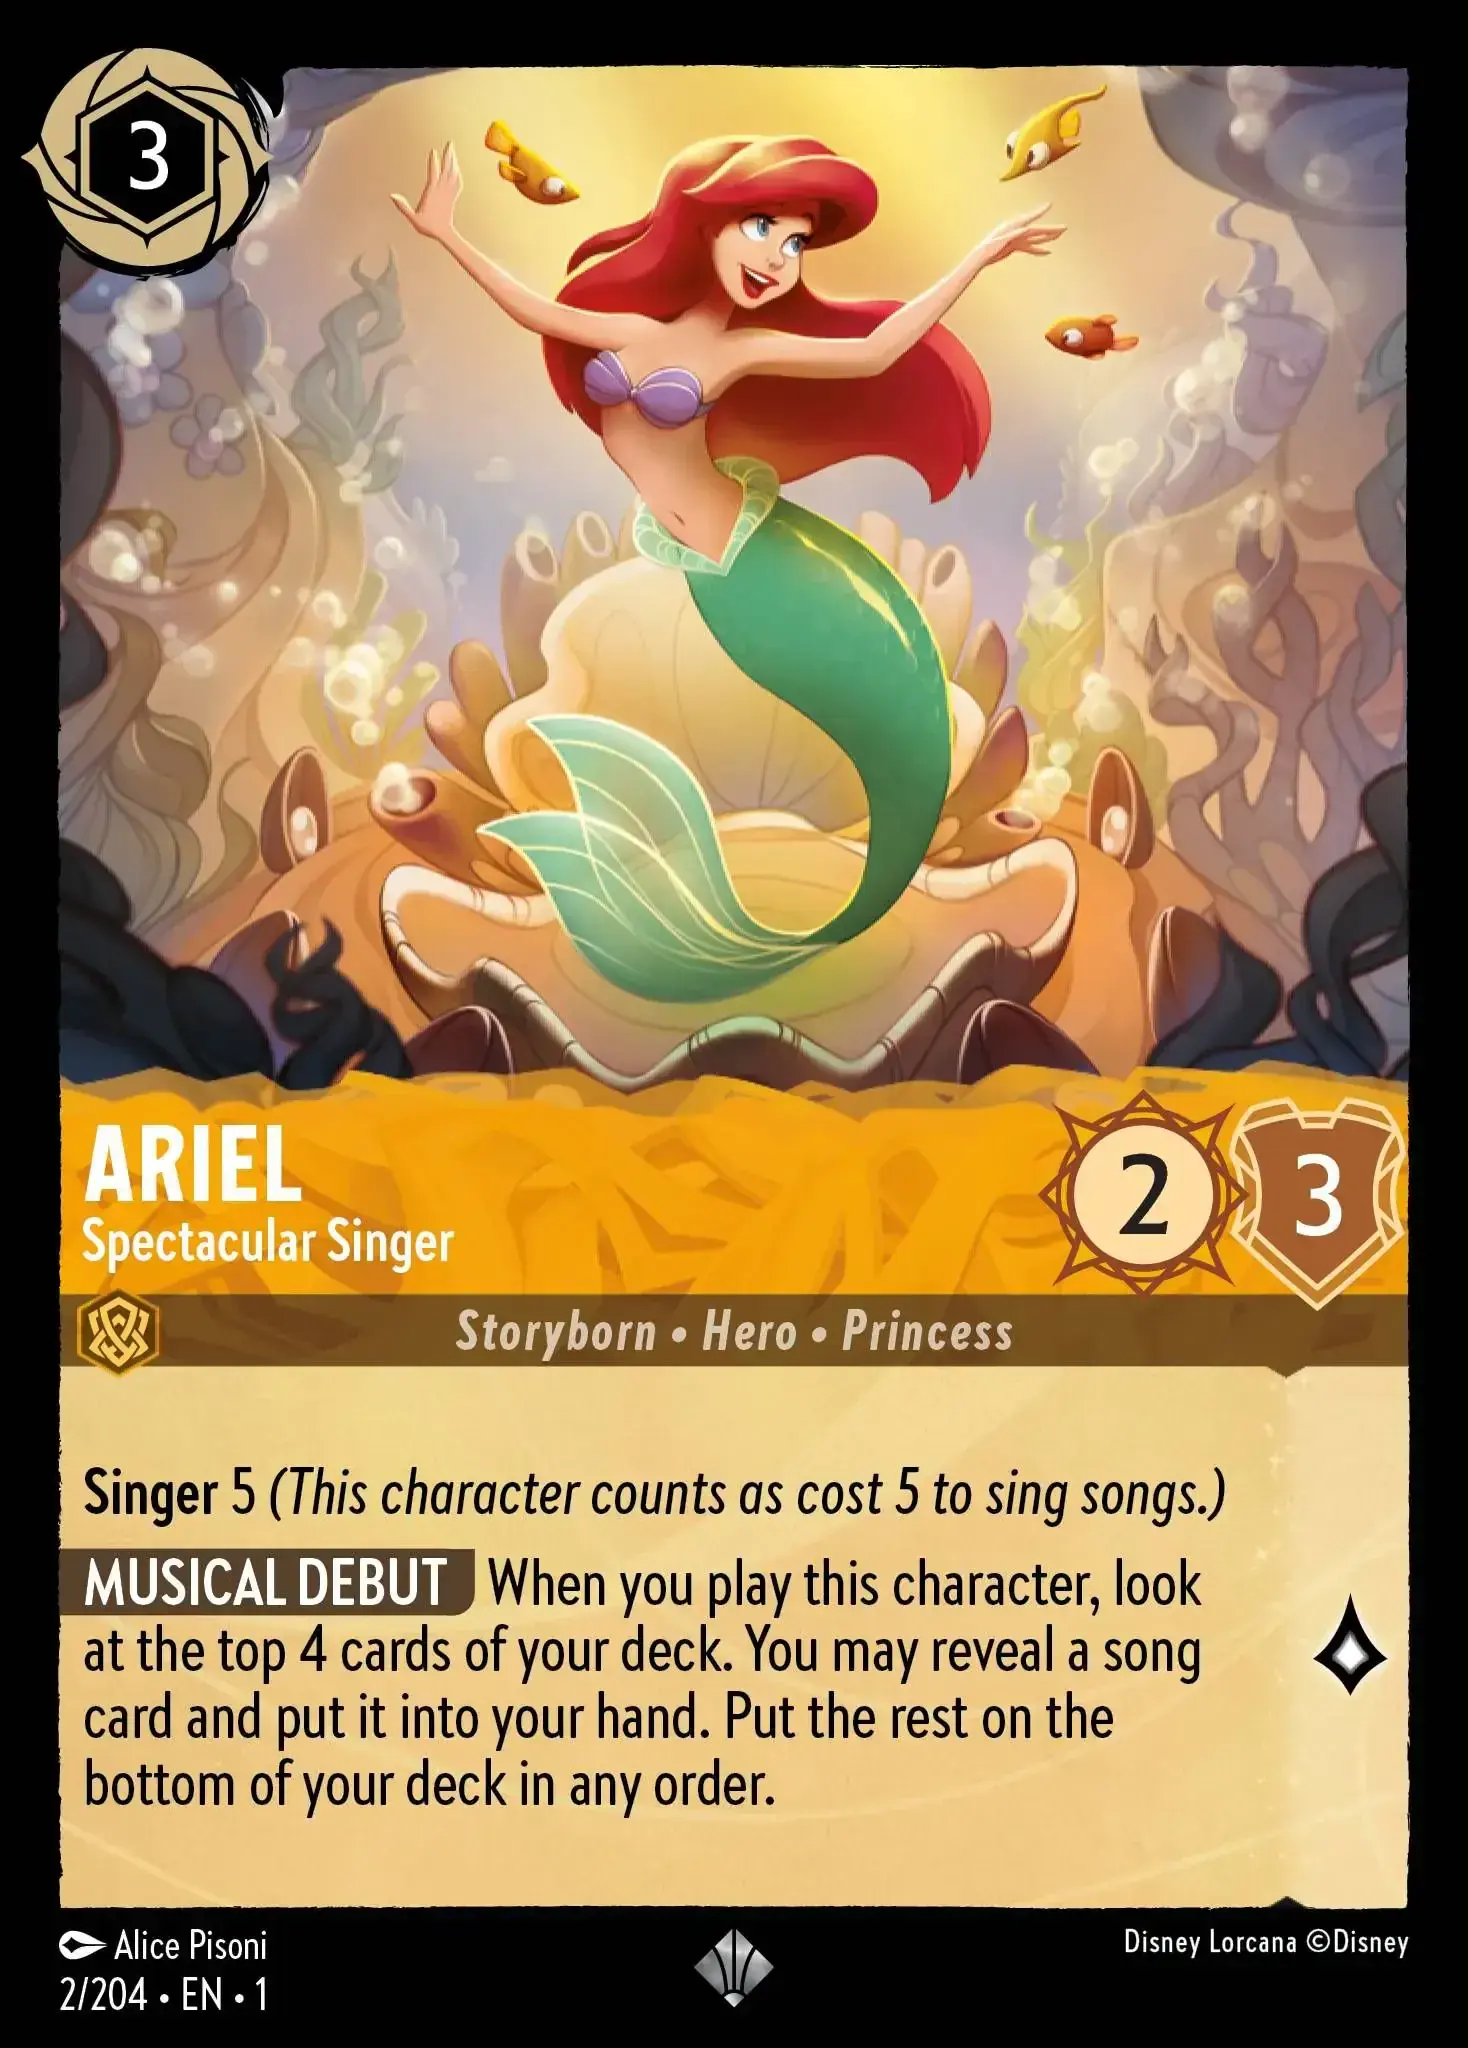 3
ARIEL
Spectacular Singer
2 3
Storyborn • Hero • Princess
Singer 5 (This character counts as cost 5 to sing songs.)
MUSICAL DEBUT When you play this character, look
at the top 4 cards of your deck. You may reveal a song
card and put it into your hand. Put the rest on the
bottom of your deck in any order.
Alice Pisoni
Disney Lorcana ©Disney
2/204 • EN • 1